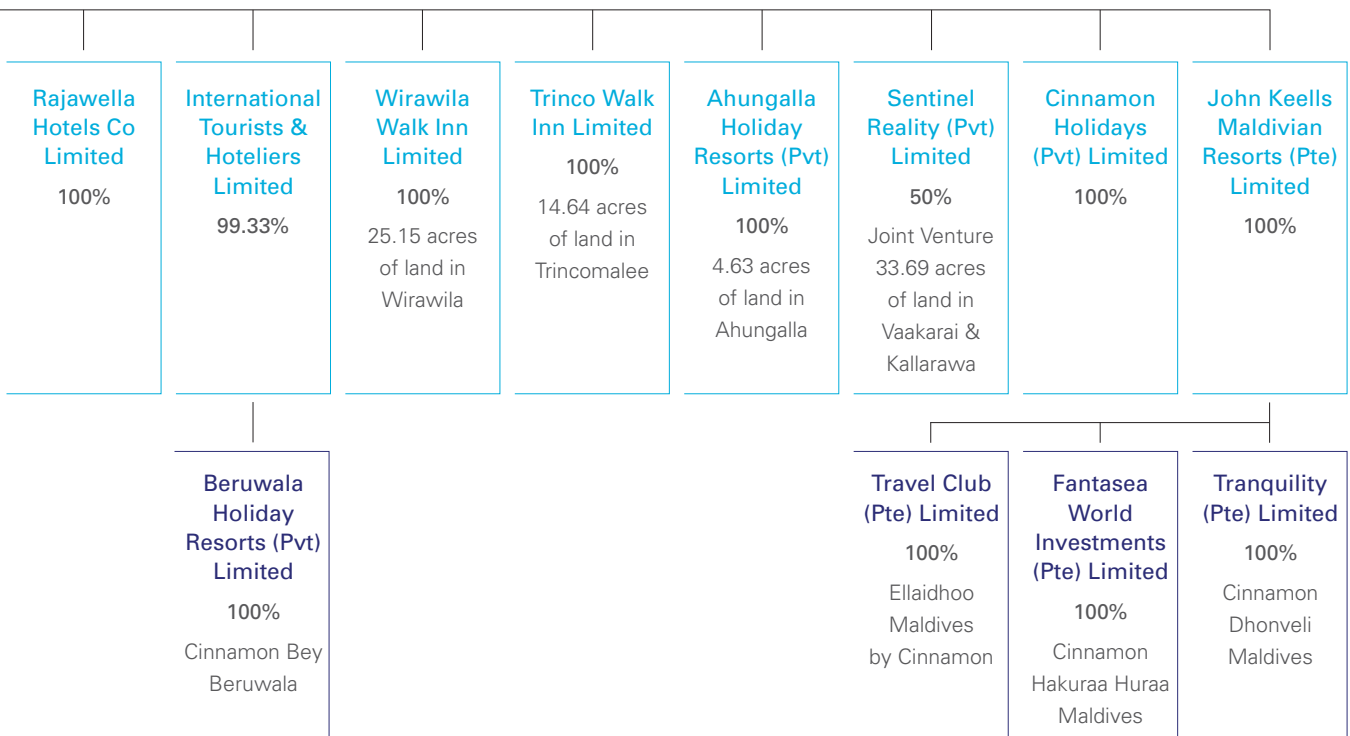 Rajawella
Hotels Co
Limited
100%
International
Tourists &
Hoteliers
Limited
99.33%
Wirawila
Walk Inn
Limited
100%
25.15 acres
of land in
Wirawila
Trinco Walk
Inn Limited
100%
14.64 acres
of land in
Trincomalee
Ahungalla
Holiday
Resorts (Pvt)
Limited
100%
4.63 acres
of land in
Ahungalla
Sentinel
Reality (Pvt)
Limited
50%
Joint Venture
33.69 acres
of land in
Vaakarai &
Kallarawa
Cinnamon
Holidays
(Pvt) Limited
100%
John Keells
Maldivian
Resorts (Pte)
Limited
100%
Beruwala
Holiday
Resorts (Pvt)
Limited
100%
Cinnamon Bey
Beruwala
Travel Club
(Pte) Limited
100%
Ellaidhoo
Maldives
by Cinnamon
Fantasea
World
Investments
(Pte) Limited
100%
Cinnamon
Hakuraa Huraa
Maldives
Tranquility
(Pte) Limited
100%
Cinnamon
Dhonveli
Maldives